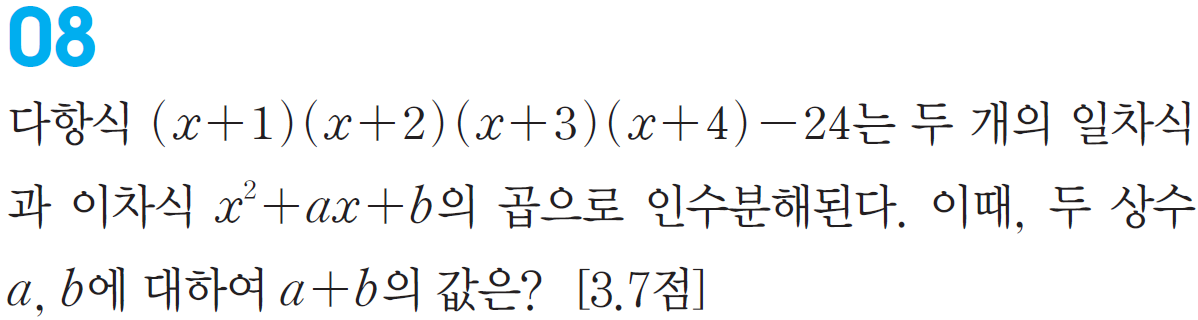 08
다항식 (x+1)(x+2)(x+3)(x+4)-24는 두 개의 일차식
과 이차식 x²+ax+b의 곱으로 인수분해된다. 이때, 두 상수
a, b에 대하여 a+b의 값은? [3.7점]